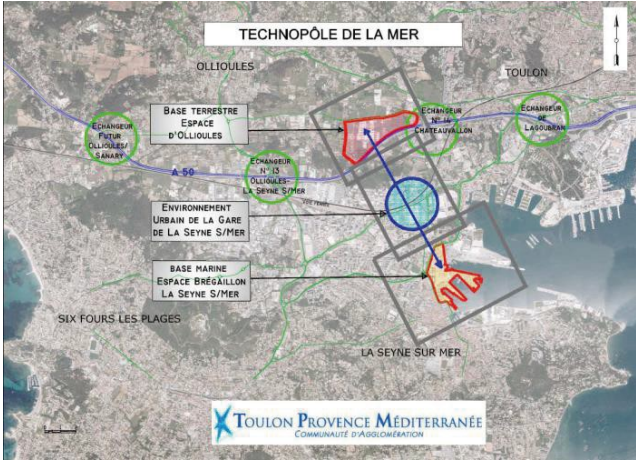 TECHNOPÔLE DE LA MER
OLLIOULES
TOULON
BASE TERRESTRE
ESPACE
D'OLLIOULES
ECHANGEUR
N° 14
CHATEAUVALLON
ECHANGEUR
DE
LAGOUBRAN
ECHANGEUR
FUTUR
OLLIOULES/
SANARY
A 50
ECHANGEUR
N° 13
OLLIOULES-
LA SEYNE S/MER
ENVIRONNEMENT
URBAIN DE LA GARE
DE LA SEYNE S/MER
BASE MARINE
ESPACE BRÉGAILLON
LA SEYNE S/MER
SIX FOURS LES PLAGES
LA SEYNE SUR MER
TOULON PROVENCE MÉDITERRANÉE
COMMUNAUTÉ D'AGGLOMÉRATION